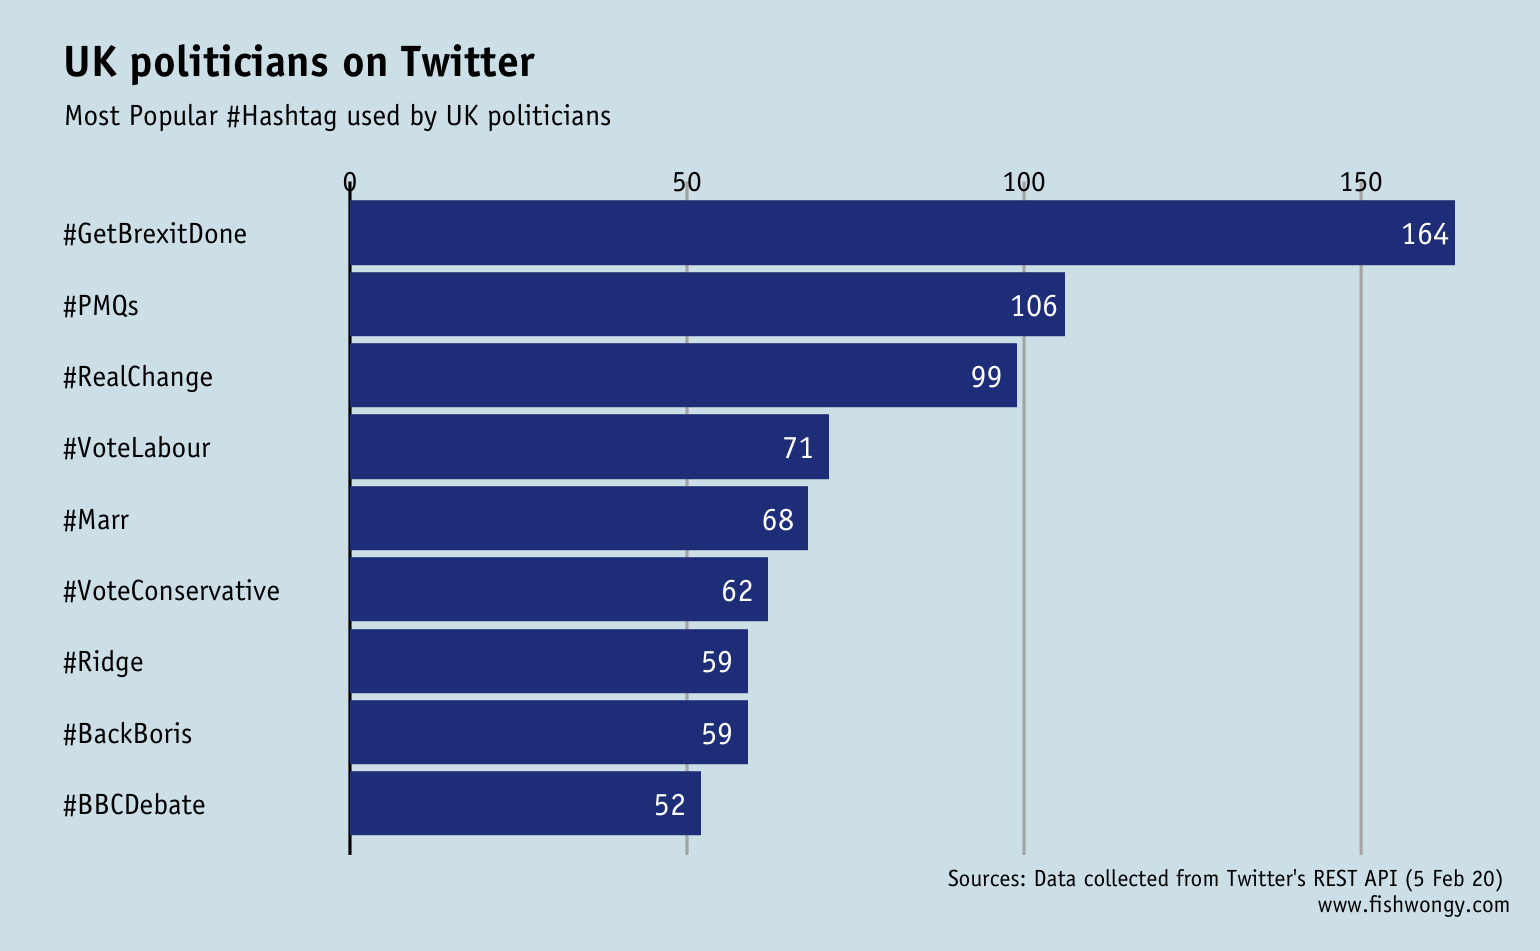 UK politicians on Twitter
Most Popular #Hashtag used by UK politicians
0 50 100 150
#GetBrexitDone 164
#PMQs 106
#RealChange 99
#VoteLabour 71
#Marr 68
#VoteConservative 62
#Ridge 59
#BackBoris 59
#BBCDebate 52
Sources: Data collected from Twitter's REST API (5 Feb 20)
www.fishwongy.com